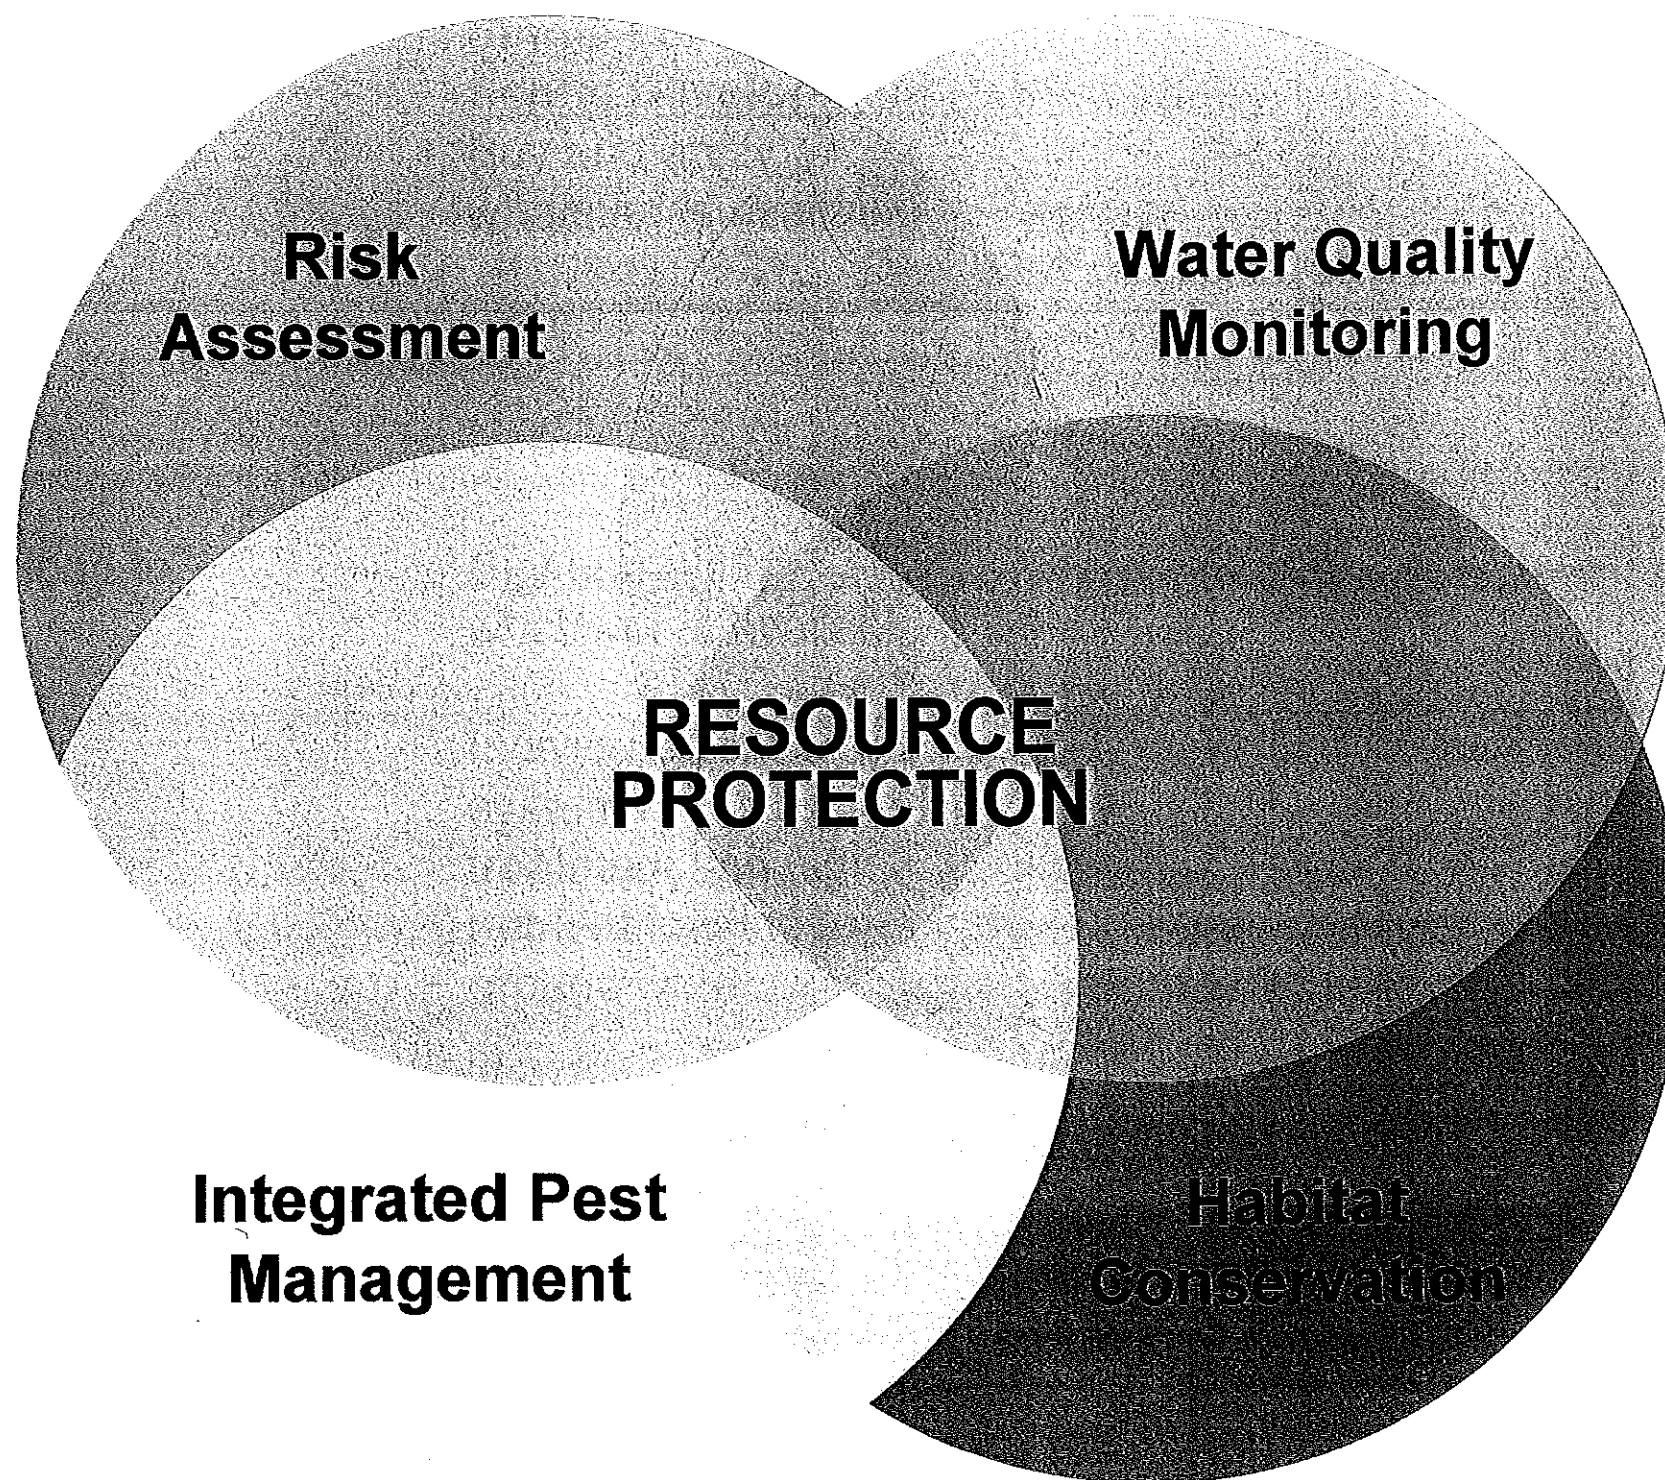 Risk
Assessment
Water Quality
Monitoring
RESOURCE
PROTECTION
Integrated Pest
Management
Habitat
Conservation